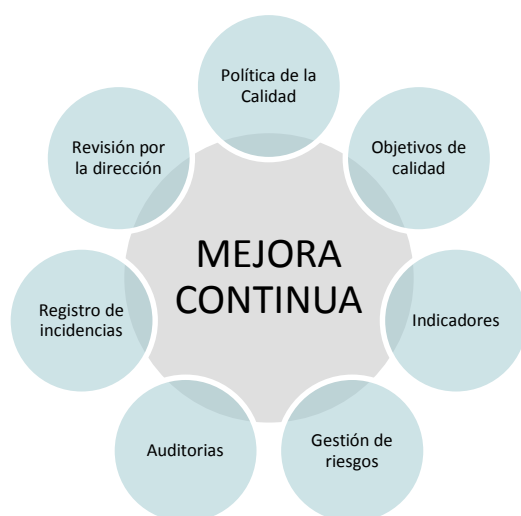 Política de la
Calidad
Objetivos de
calidad
Indicadores
Gestión de
riesgos
Auditorias
Registro de
incidencias
Revisión por
la dirección
MEJORA
CONTINUA